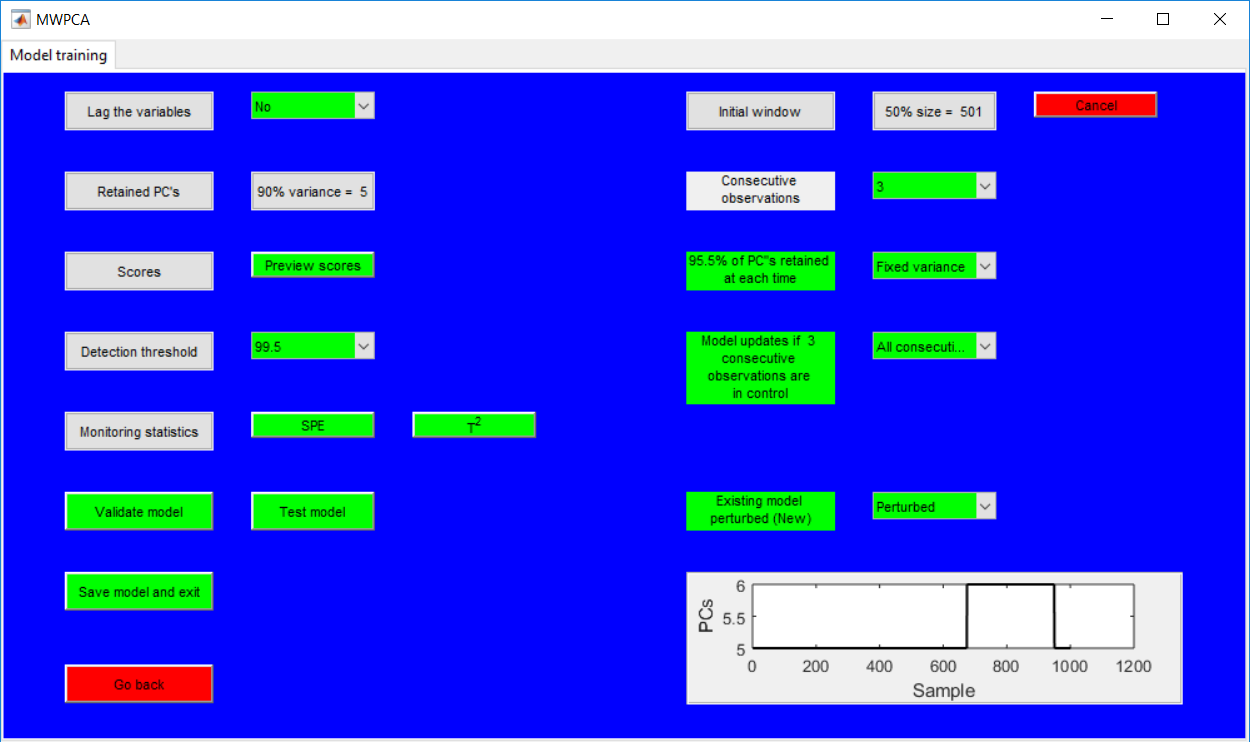 MWPCA
Model training
Lag the variables
No
Initial window
50% size =  501
Cancel
Retained PC's
90% variance =  5
Consecutive
observations
3
Scores
Preview scores
95.5% of PC"s retained
at each time
Fixed variance
Detection threshold
99.5
Model updates if  3
consecutive
observations are
in control
All consecuti...
Monitoring statistics
SPE
T2
Validate model
Test model
Existing model
perturbed (New)
Perturbed
Save model and exit
Go back
PCs
6
5.5
5
0 200 400 600 800 1000 1200
Sample